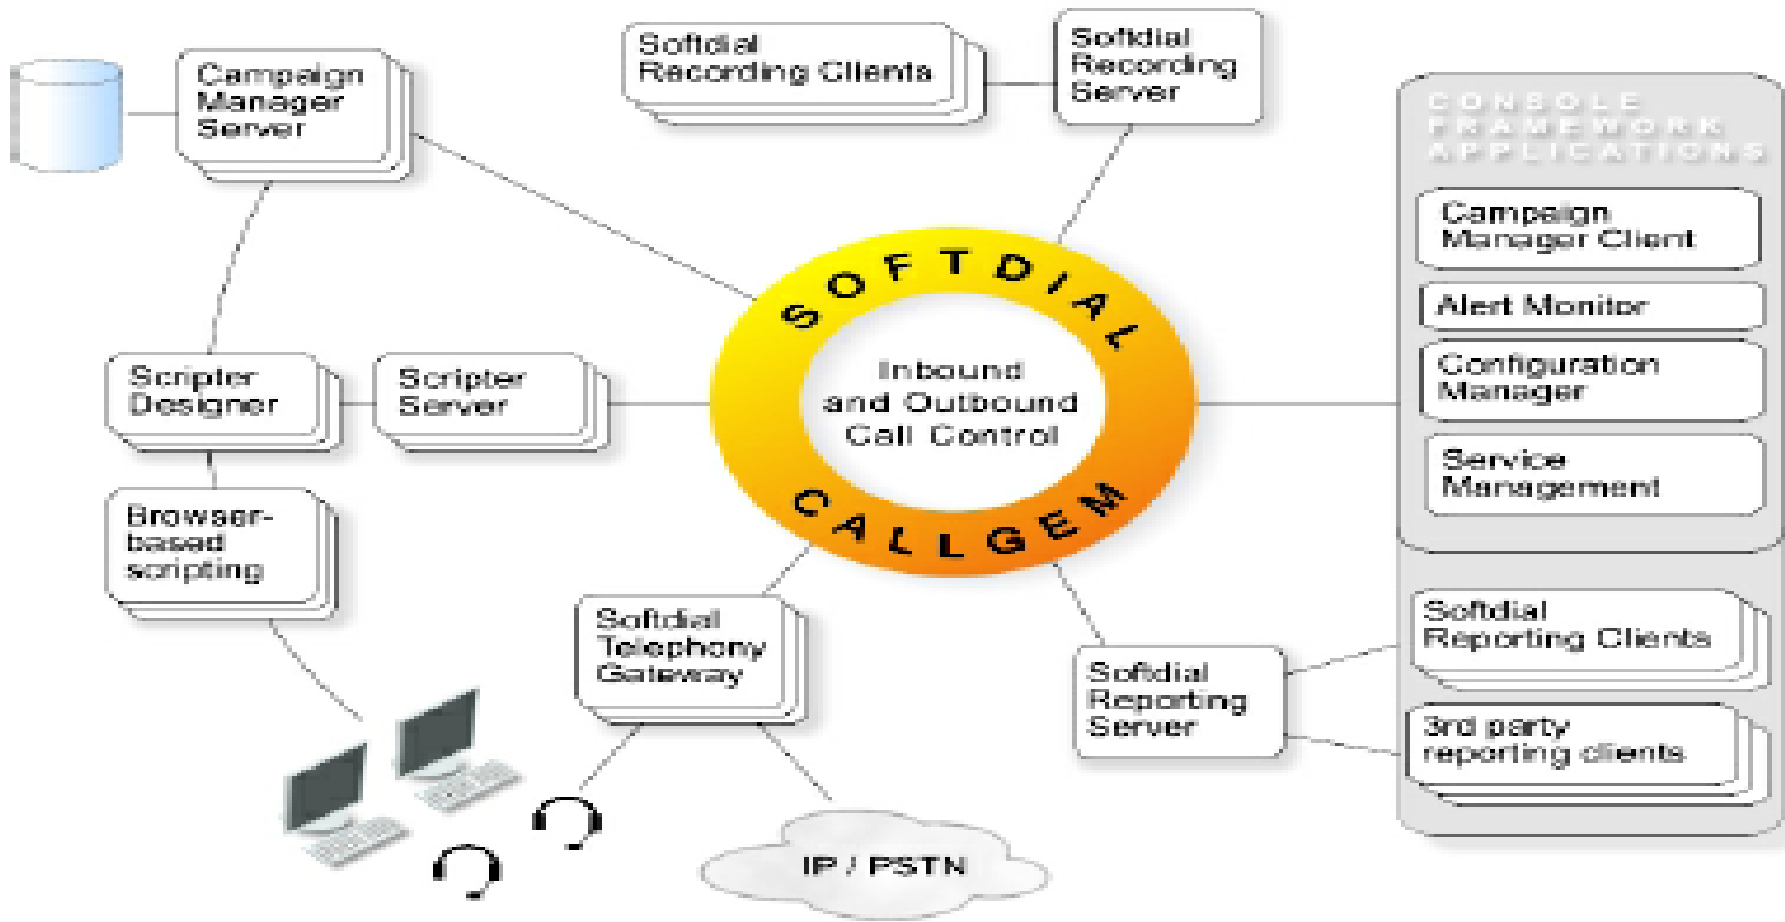 Campaign
Manager
Server
Softdial
Recording Clients
Softdial
Recording
Server
CONSOLE
FRAMEWORK
APPLICATIONS
Campaign
Manager Client
Alert Monitor
Configuration
Manager
Service
Management
SOFTDIAL
Inbound
and Outbound
Call Control
CALLGEM
Scripter
Designer
Scripter
Server
Browser-
based
scripting
Softdial
Telephony
Gateway
Softdial
Reporting
Server
Softdial
Reporting Clients
3rd party
reporting clients
IP / PSTN